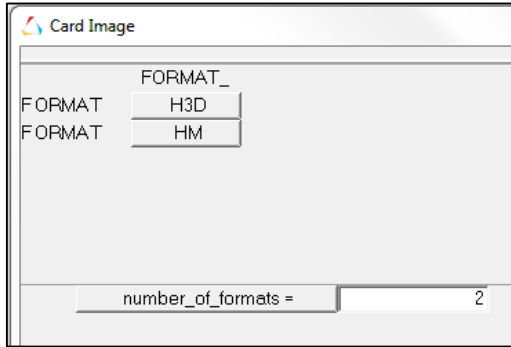 Card Image
FORMAT_
FORMAT H3D
FORMAT HM
number_of_formats = 2